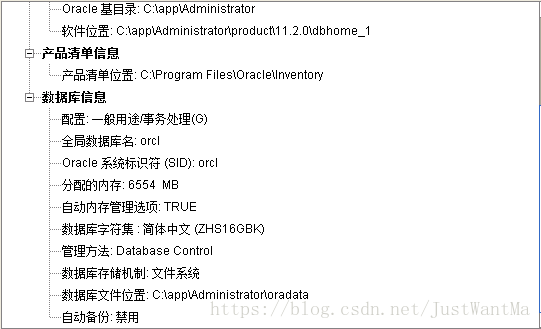 Oracle 基目录: C:\app\Administrator
软件位置: C:\app\Administrator\product\11.2.0\dbhome_1
产品清单信息
产品清单位置: C:\Program Files\Oracle\Inventory
数据库信息
配置: 一般用途/事务处理(G)
全局数据库名: orcl
Oracle 系统标识符 (SID): orcl
分配的内存: 6554 MB
自动内存管理选项: TRUE
数据库字符集 : 简体中文 (ZHS16GBK)
管理方法: Database Control
数据库存储机制: 文件系统
数据库文件位置: C:\app\Administrator\oradata
自动备份: 禁用
https://blog.csdn.net/JustWantMa